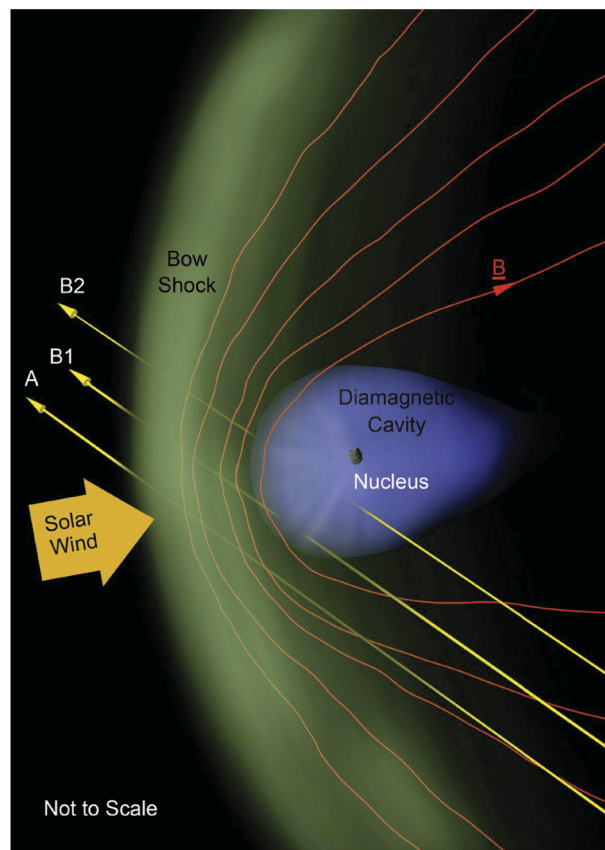 Bow
Shock
B2
B
B1
A
Diamagnetic
Cavity
Nucleus
Solar
Wind
Not to Scale